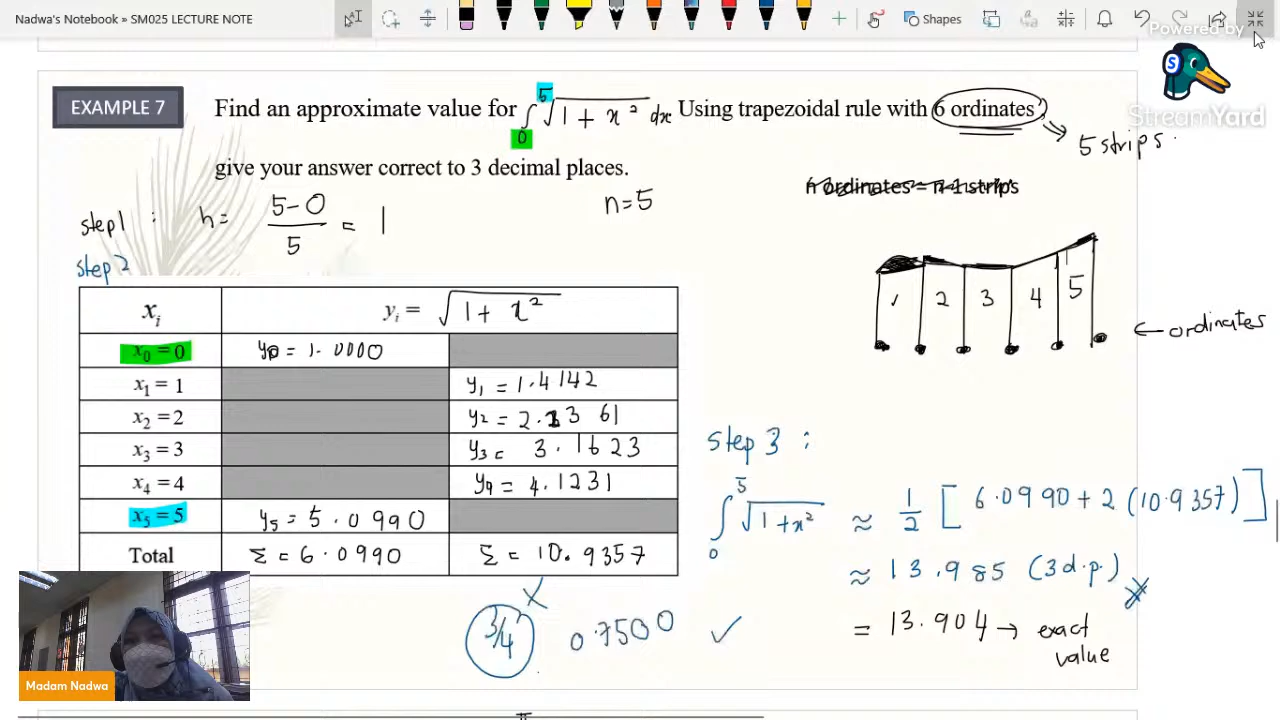 Nadwa's Notebook » SM025 LECTURE NOTE
Shapes
Powered by
StreamYard
EXAMPLE 7
Find an approximate value for ∫₀⁵ √(1 + x²) dx Using trapezoidal rule with 6 ordinates,
→ 5 strips.
give your answer correct to 3 decimal places.
n ordinates = n-1 strips
step 1 : h = (5-0)/5 = 1
n=5
step 2
xᵢ yᵢ = √(1+ x²)
x₀ = 0 y₀ = 1.0000
x₁ = 1 y₁ = 1.4142
x₂ = 2 y₂ = 2.2361
x₃ = 3 y₃ = 3.1623
x₄ = 4 y₄ = 4.1231
x₅ = 5 y₅ = 5.0990
Total Σ = 6.0990 Σ = 10.9357
1 2 3 4 5
← ordinates
step 3 :
∫₀⁵ √(1+x²) ≈ 1/2 [6.0990 + 2 (10.9357)]
≈ 13.985 (3 d.p.)
= 13.904 → exact
value
3/4 × 0.7500 ✓
Madam Nadwa